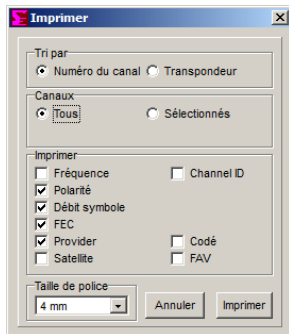 Imprimer
Tri par
Numéro du canal Transpondeur
Canaux
Tous Sélectionnés
Imprimer
Fréquence Channel ID
Polarité
Débit symbole
FEC
Provider Codé
Satellite FAV
Taille de police
4 mm Annuler Imprimer